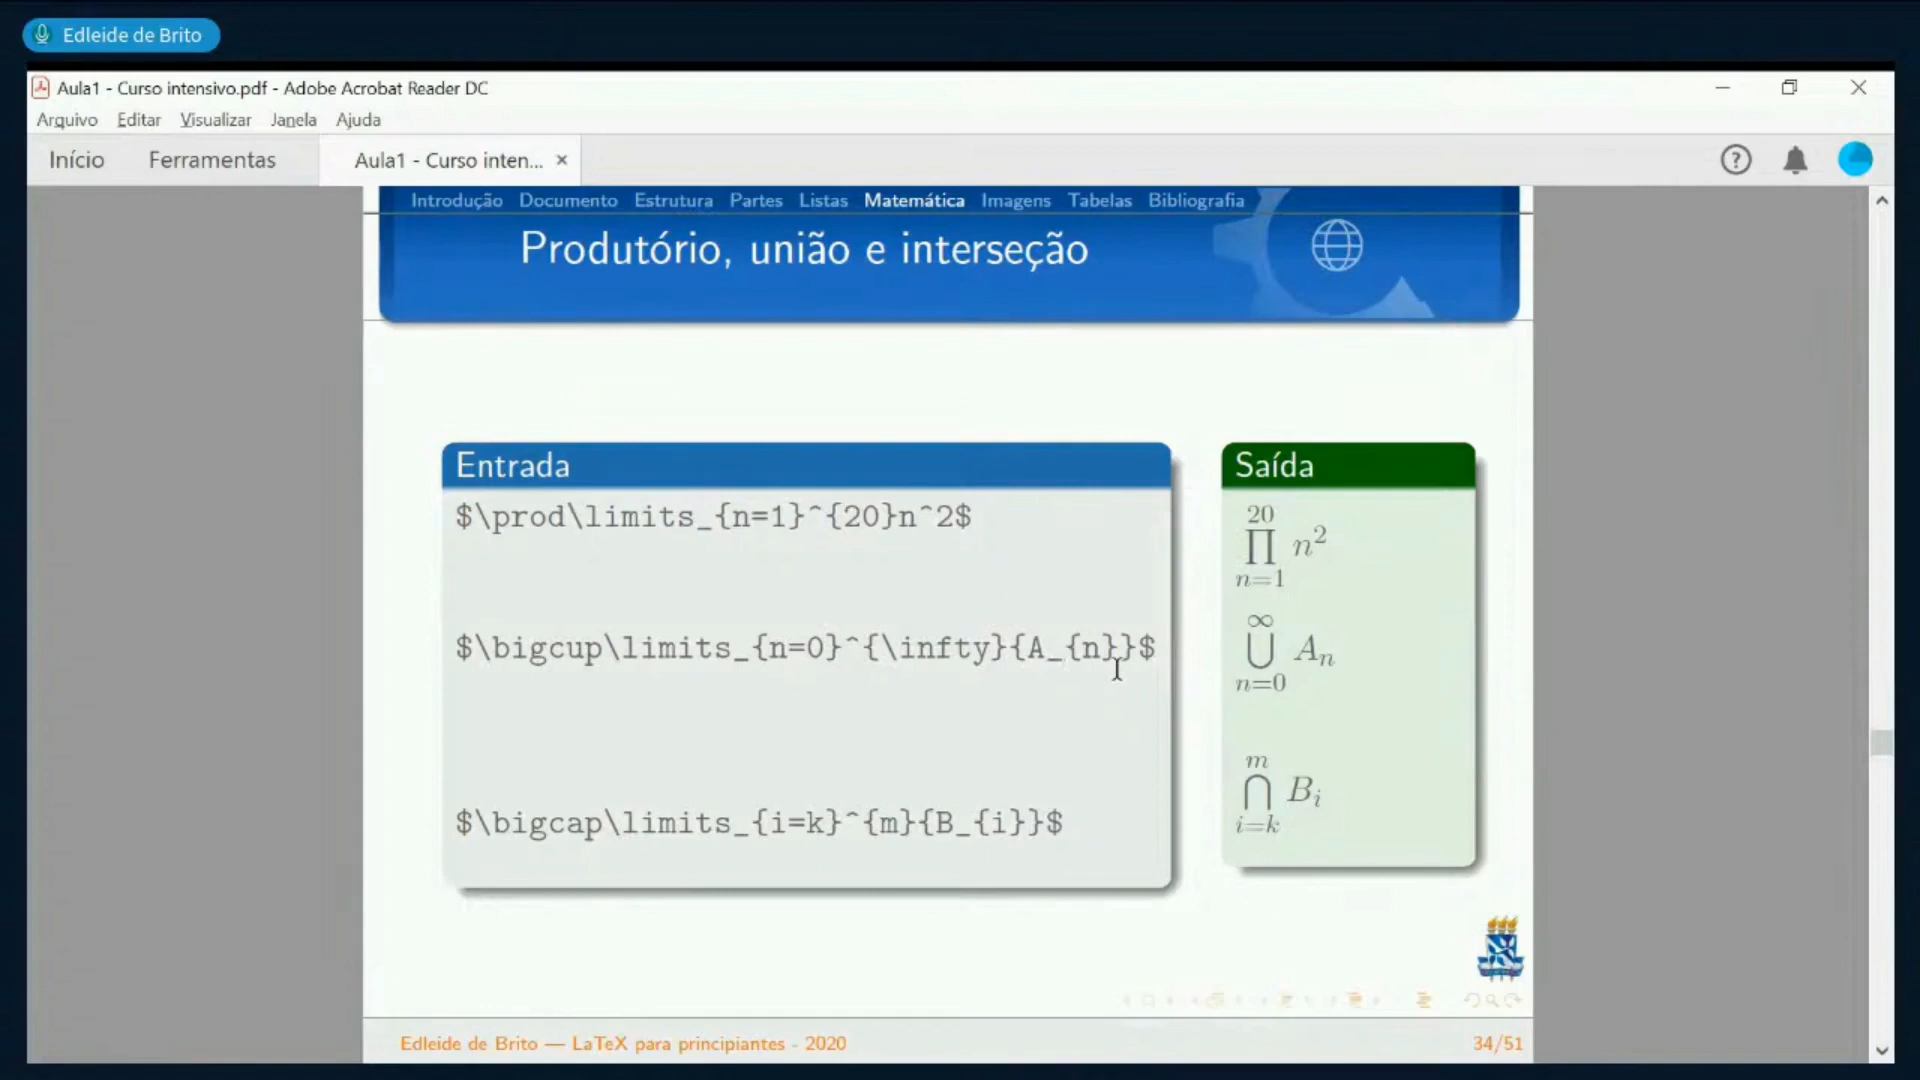 Edleide de Brito
Aula1 - Curso intensivo.pdf - Adobe Acrobat Reader DC
Arquivo Editar Visualizar Janela Ajuda
Início Ferramentas Aula1 - Curso inten... ×
Introdução Documento Estrutura Partes Listas Matemática Imagens Tabelas Bibliografia
Produtório, união e interseção
Entrada
$\prod\limits_{n=1}^{20}n^2$
$\bigcup\limits_{n=0}^{\infty}{A_{n}}$
$\bigcap\limits_{i=k}^{m}{B_{i}}$
Saída
20
∏ n²
n=1
∞
⋃ Aₙ
n=0
m
⋂ Bᵢ
i=k
Edleide de Brito — LaTeX para principiantes - 2020 34/51